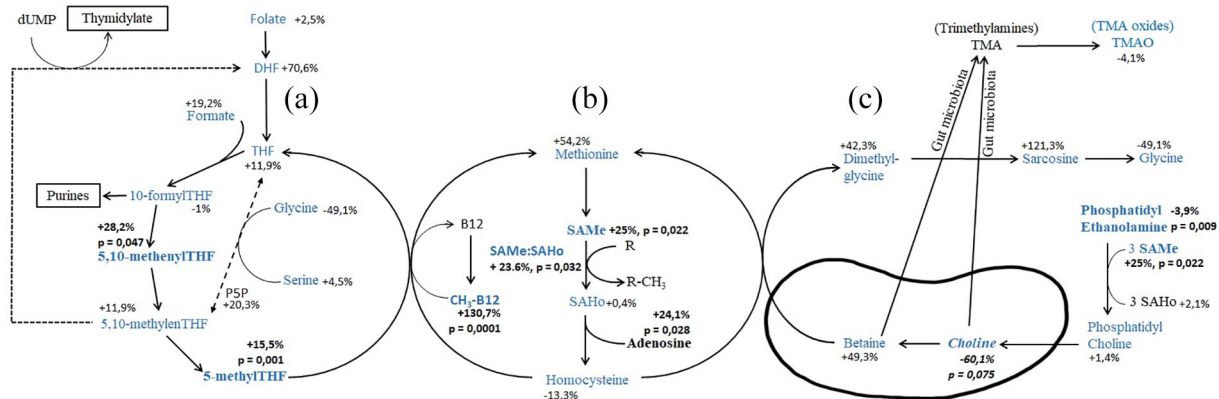 dUMP
Thymidylate
Folate
+2,5%
DHF +70,6%
(a)
+19,2%
Formate
THF
+11,9%
Purines
10-formylTHF
-1%
+28,2%
p = 0,047
5,10-methenylTHF
Glycine -49,1%
Serine +4,5%
P5P
+20,3%
+11,9%
5,10-methylenTHF
+15,5%
p = 0,001
5-methylTHF
(b)
+54,2%
Methionine
B12
SAMe +25%, p = 0,022
SAMe:SAHo
+ 23.6%, p = 0,032
R
R-CH3
CH3-B12
+130,7%
p = 0,0001
SAHo +0,4%
+24,1%
p = 0,028
Adenosine
Homocysteine
-13,3%
(c)
(Trimethylamines)
TMA
(TMA oxides)
TMAO
-4,1%
Gut microbiota
Gut microbiota
+42,3%
Dimethyl-
glycine
+121,3%
Sarcosine
-49,1%
Glycine
Phosphatidyl -3,9%
Ethanolamine p = 0,009
3 SAMe
+25%, p = 0,022
3 SAHo +2,1%
Phosphatidyl
Choline
+1,4%
Betaine
+49,3%
Choline
-60,1%
p = 0,075